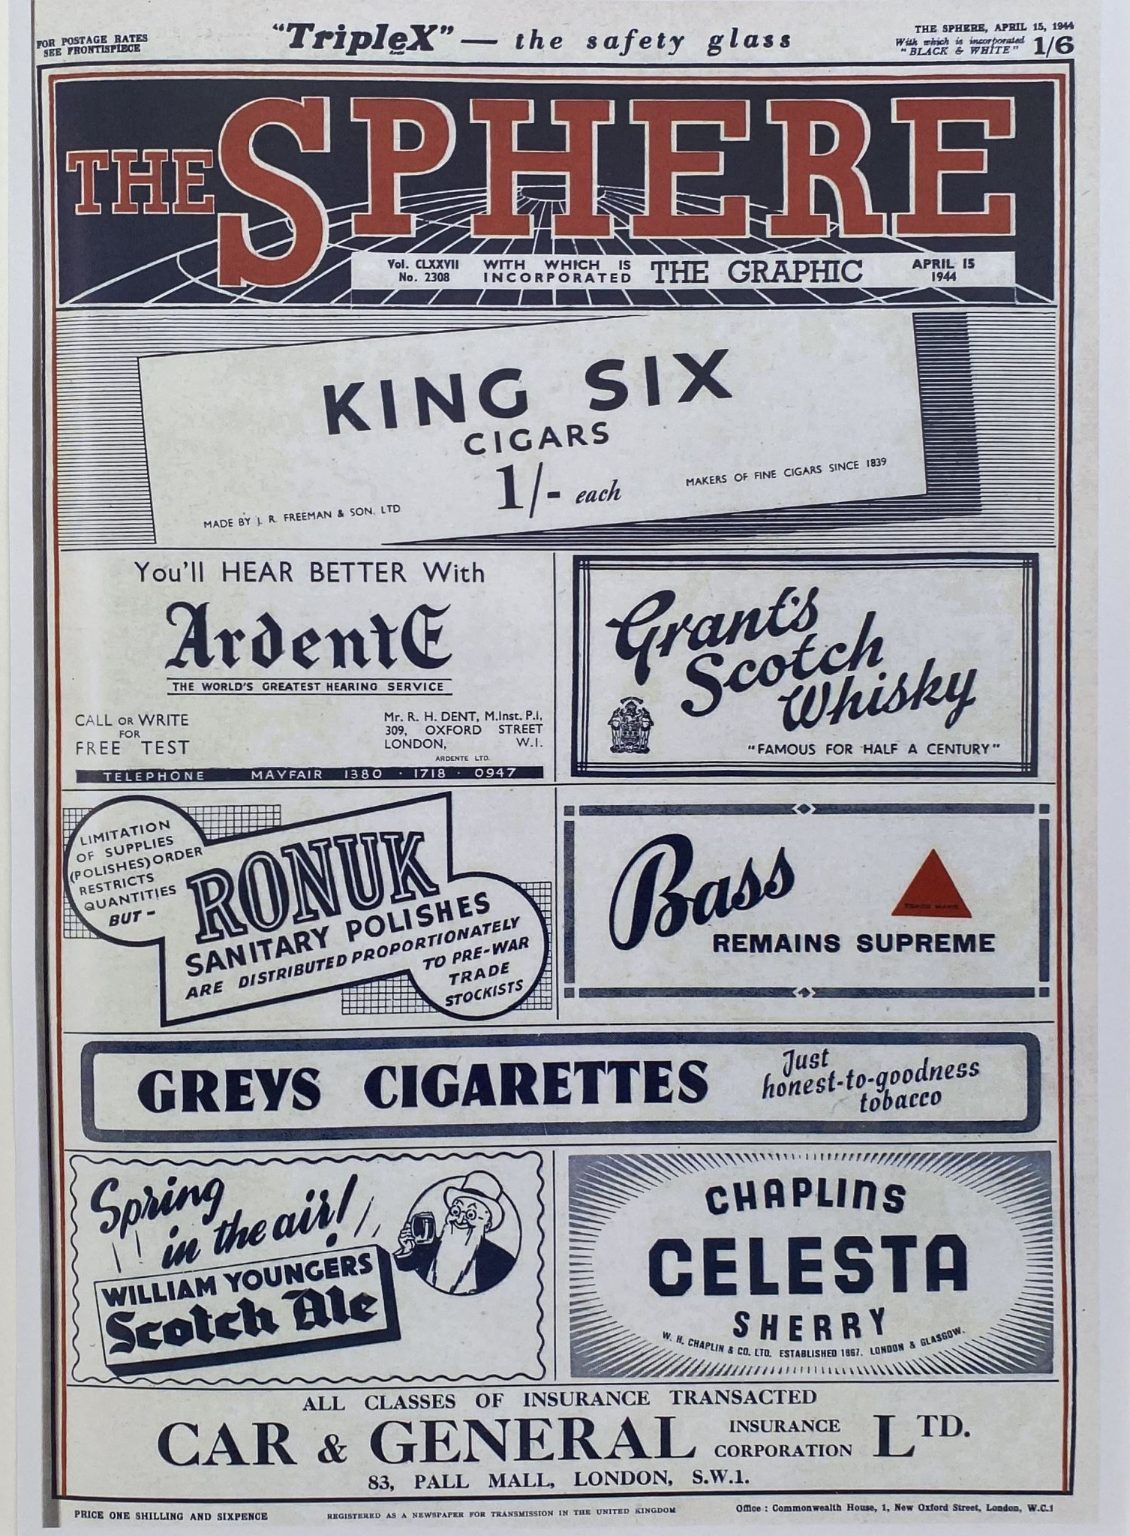 FOR POSTAGE RATES
SEE FRONTISPIECE
"TripleX" — the safety glass
THE SPHERE, APRIL 15, 1944
With which is incorporated
"BLACK & WHITE"
1/6
THE SPHERE
Vol. CLXXVII
No. 2308
WITH WHICH IS
INCORPORATED
THE GRAPHIC
APRIL 15
1944
KING SIX
CIGARS
1/- each
MADE BY J. R. FREEMAN & SON. LTD
MAKERS OF FINE CIGARS SINCE 1839
You'll HEAR BETTER With
ArdentE
THE WORLD'S GREATEST HEARING SERVICE
CALL OR WRITE
FOR
FREE TEST
Mr. R. H. DENT, M.Inst. P.I,
309, OXFORD STREET
LONDON, W.I.
ARDENTE LTD.
TELEPHONE MAYFAIR 1380 · 1718 · 0947
Grant's
Scotch
Whisky
"FAMOUS FOR HALF A CENTURY"
LIMITATION
OF SUPPLIES
(POLISHES) ORDER
RESTRICTS
QUANTITIES
BUT -
RONUK
SANITARY POLISHES
ARE DISTRIBUTED PROPORTIONATELY
TO PRE-WAR
TRADE
STOCKISTS
Bass
TRADE MARK
REMAINS SUPREME
GREYS CIGARETTES
Just
honest-to-goodness
tobacco
Spring
in the air!
WILLIAM YOUNGERS
Scotch Ale
CHAPLINS
CELESTA
SHERRY
W. H. CHAPLIN & CO. LTD. ESTABLISHED 1867. LONDON & GLASGOW.
ALL CLASSES OF INSURANCE TRANSACTED
CAR & GENERAL INSURANCE CORPORATION LTD.
83, PALL MALL, LONDON, S.W.1.
PRICE ONE SHILLING AND SIXPENCE
REGISTERED AS A NEWSPAPER FOR TRANSMISSION IN THE UNITED KINGDOM
Office : Commonwealth House, 1, New Oxford Street, London, W.C.1